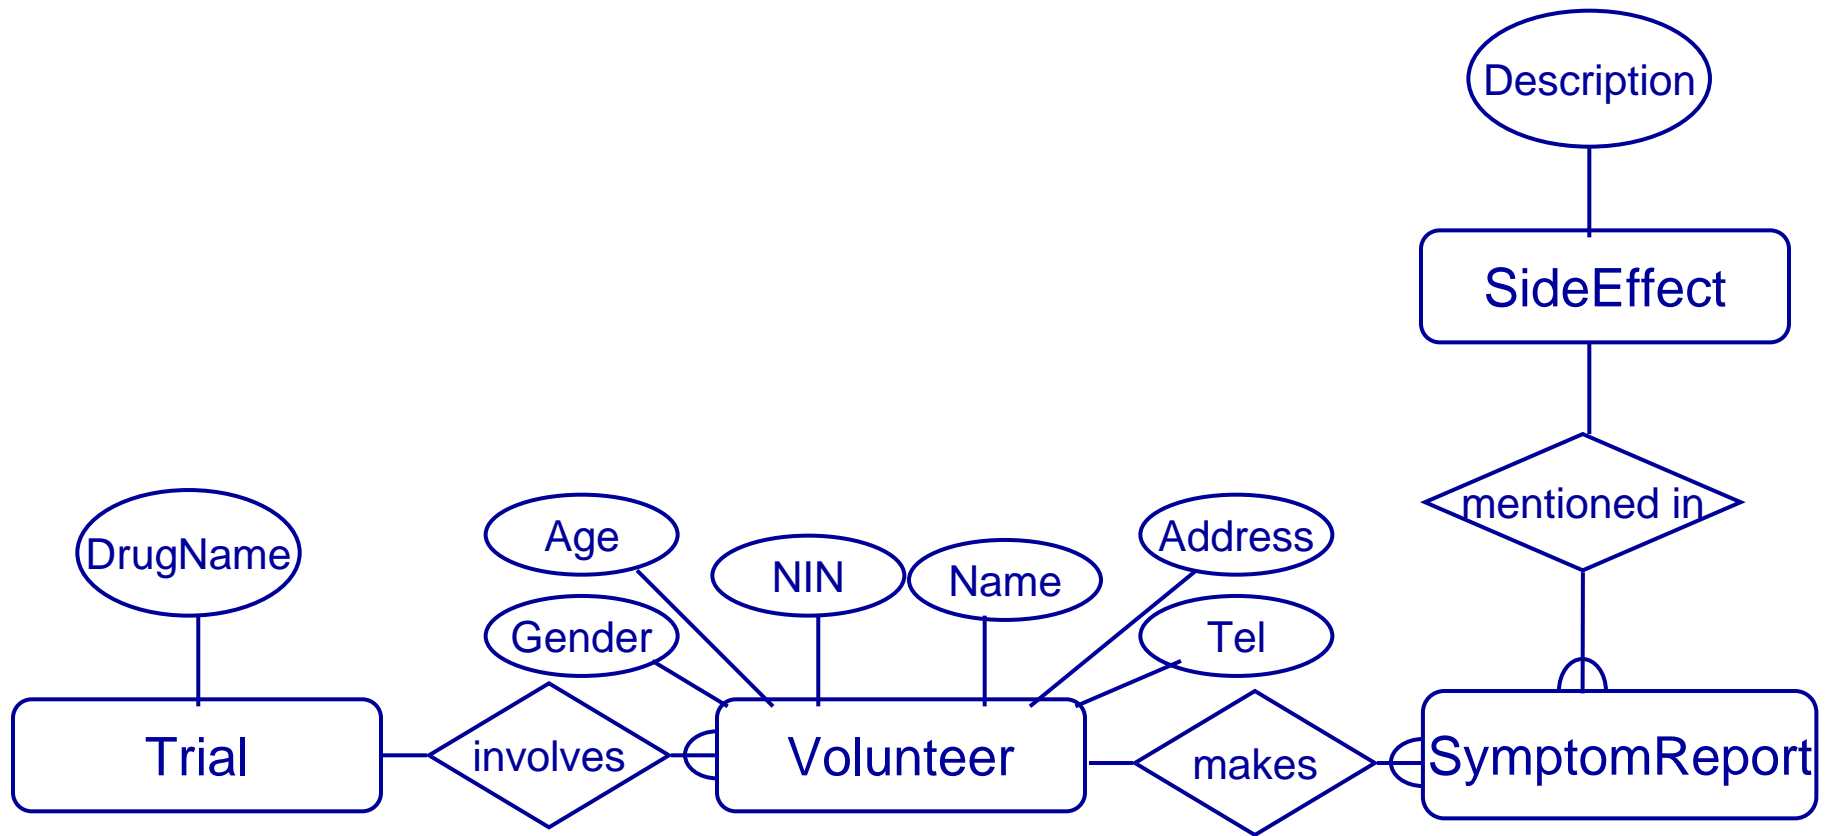 Description
SideEffect
mentioned in
DrugName
Age
NIN
Name
Address
Gender
Tel
Trial
involves
Volunteer
makes
SymptomReport